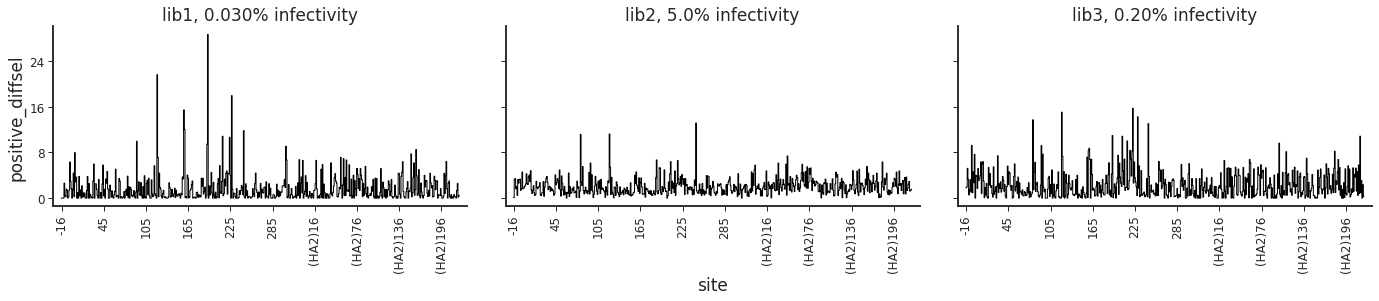 lib1, 0.030% infectivity
lib2, 5.0% infectivity
lib3, 0.20% infectivity
positive_diffsel
24
16
8
0
-16
45
105
165
225
285
(HA2)16
(HA2)76
(HA2)136
(HA2)196
-16
45
105
165
225
285
(HA2)16
(HA2)76
(HA2)136
(HA2)196
-16
45
105
165
225
285
(HA2)16
(HA2)76
(HA2)136
(HA2)196
site